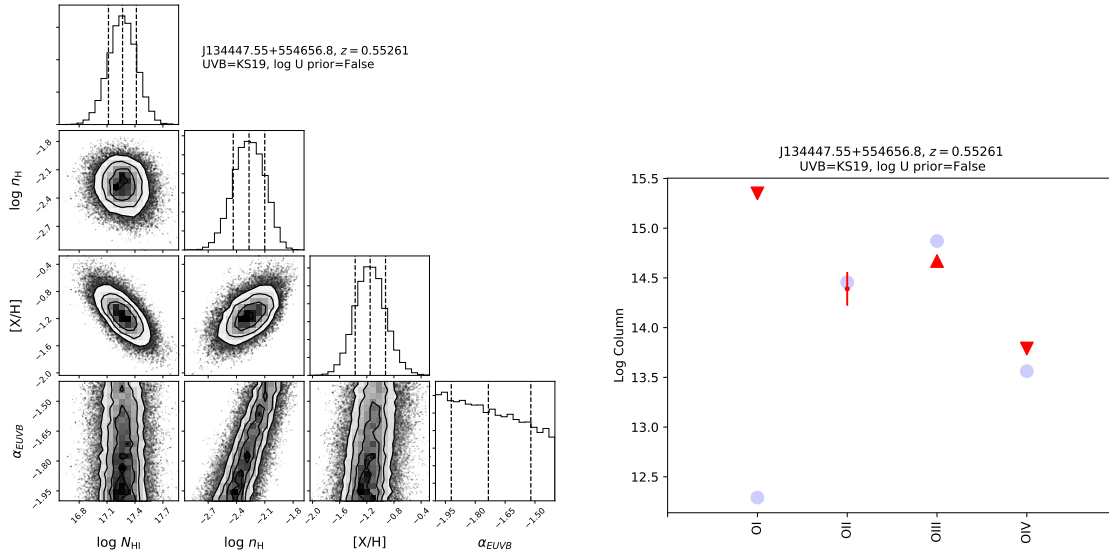 J134447.55+554656.8, z = 0.55261
UVB=KS19, log U prior=False
log n_H
−1.8
−2.1
−2.4
−2.7
[X/H]
−0.4
−0.8
−1.2
−1.6
−2.0
α_EUVB
−1.50
−1.65
−1.80
−1.95
16.8 17.1 17.4 17.7
−2.7 −2.4 −2.1 −1.8
−2.0 −1.6 −1.2 −0.8 −0.4
−1.95 −1.80 −1.65 −1.50
log N_HI log n_H [X/H] α_EUVB
J134447.55+554656.8, z = 0.55261
UVB=KS19, log U prior=False
Log Column
15.5
15.0
14.5
14.0
13.5
13.0
12.5
OI OII OIII OIV